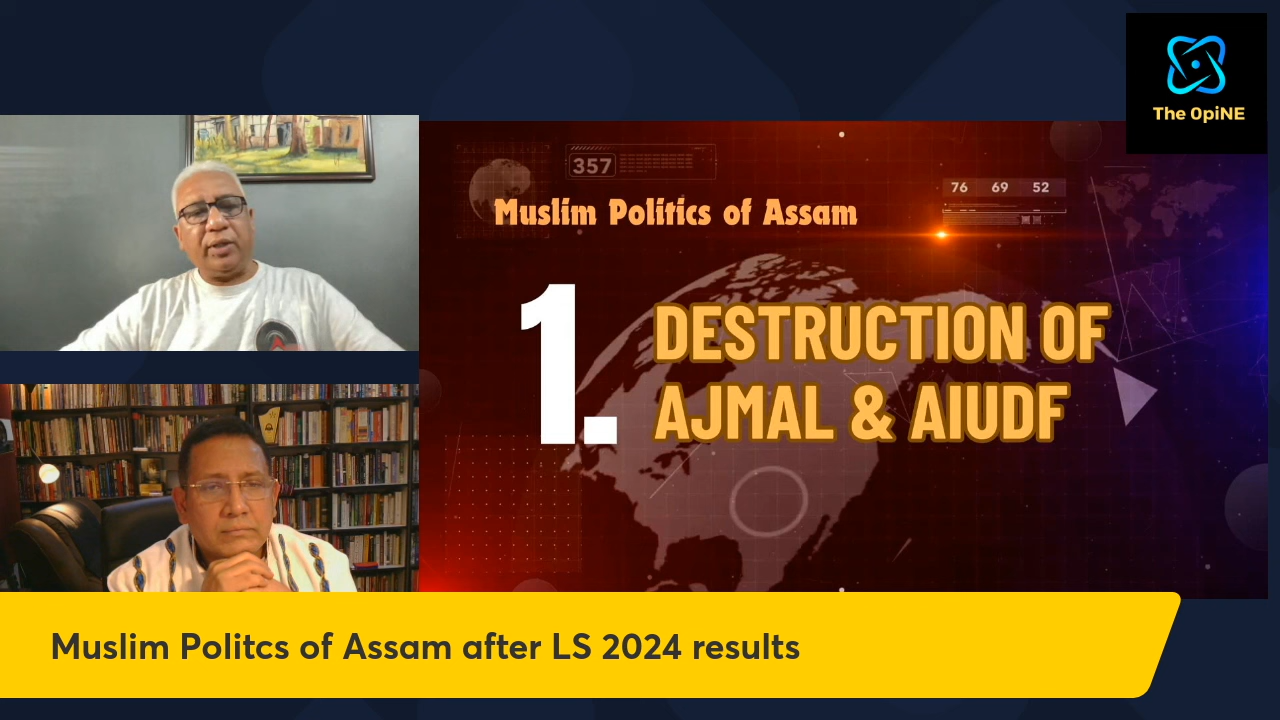 The OpiNE
357
76 69 52
Muslim Politics of Assam
1.
DESTRUCTION OF
AJMAL & AIUDF
Muslim Politcs of Assam after LS 2024 results